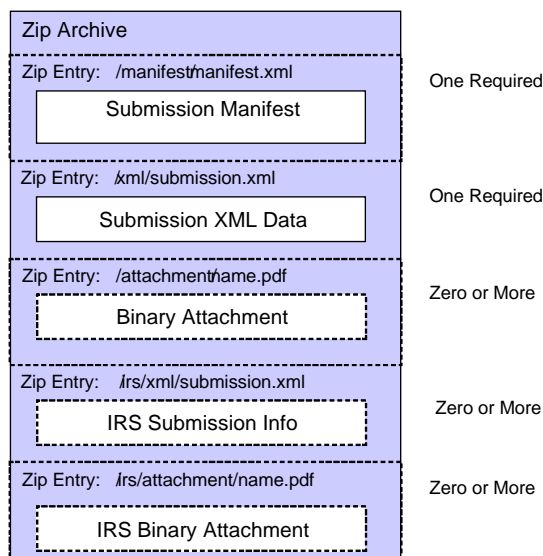 Zip Archive
Zip Entry: /manifest/manifest.xml
One Required
Submission Manifest
Zip Entry: /xml/submission.xml
One Required
Submission XML Data
Zip Entry: /attachment/name.pdf
Zero or More
Binary Attachment
Zip Entry: /irs/xml/submission.xml
Zero or More
IRS Submission Info
Zip Entry: /irs/attachment/name.pdf
Zero or More
IRS Binary Attachment